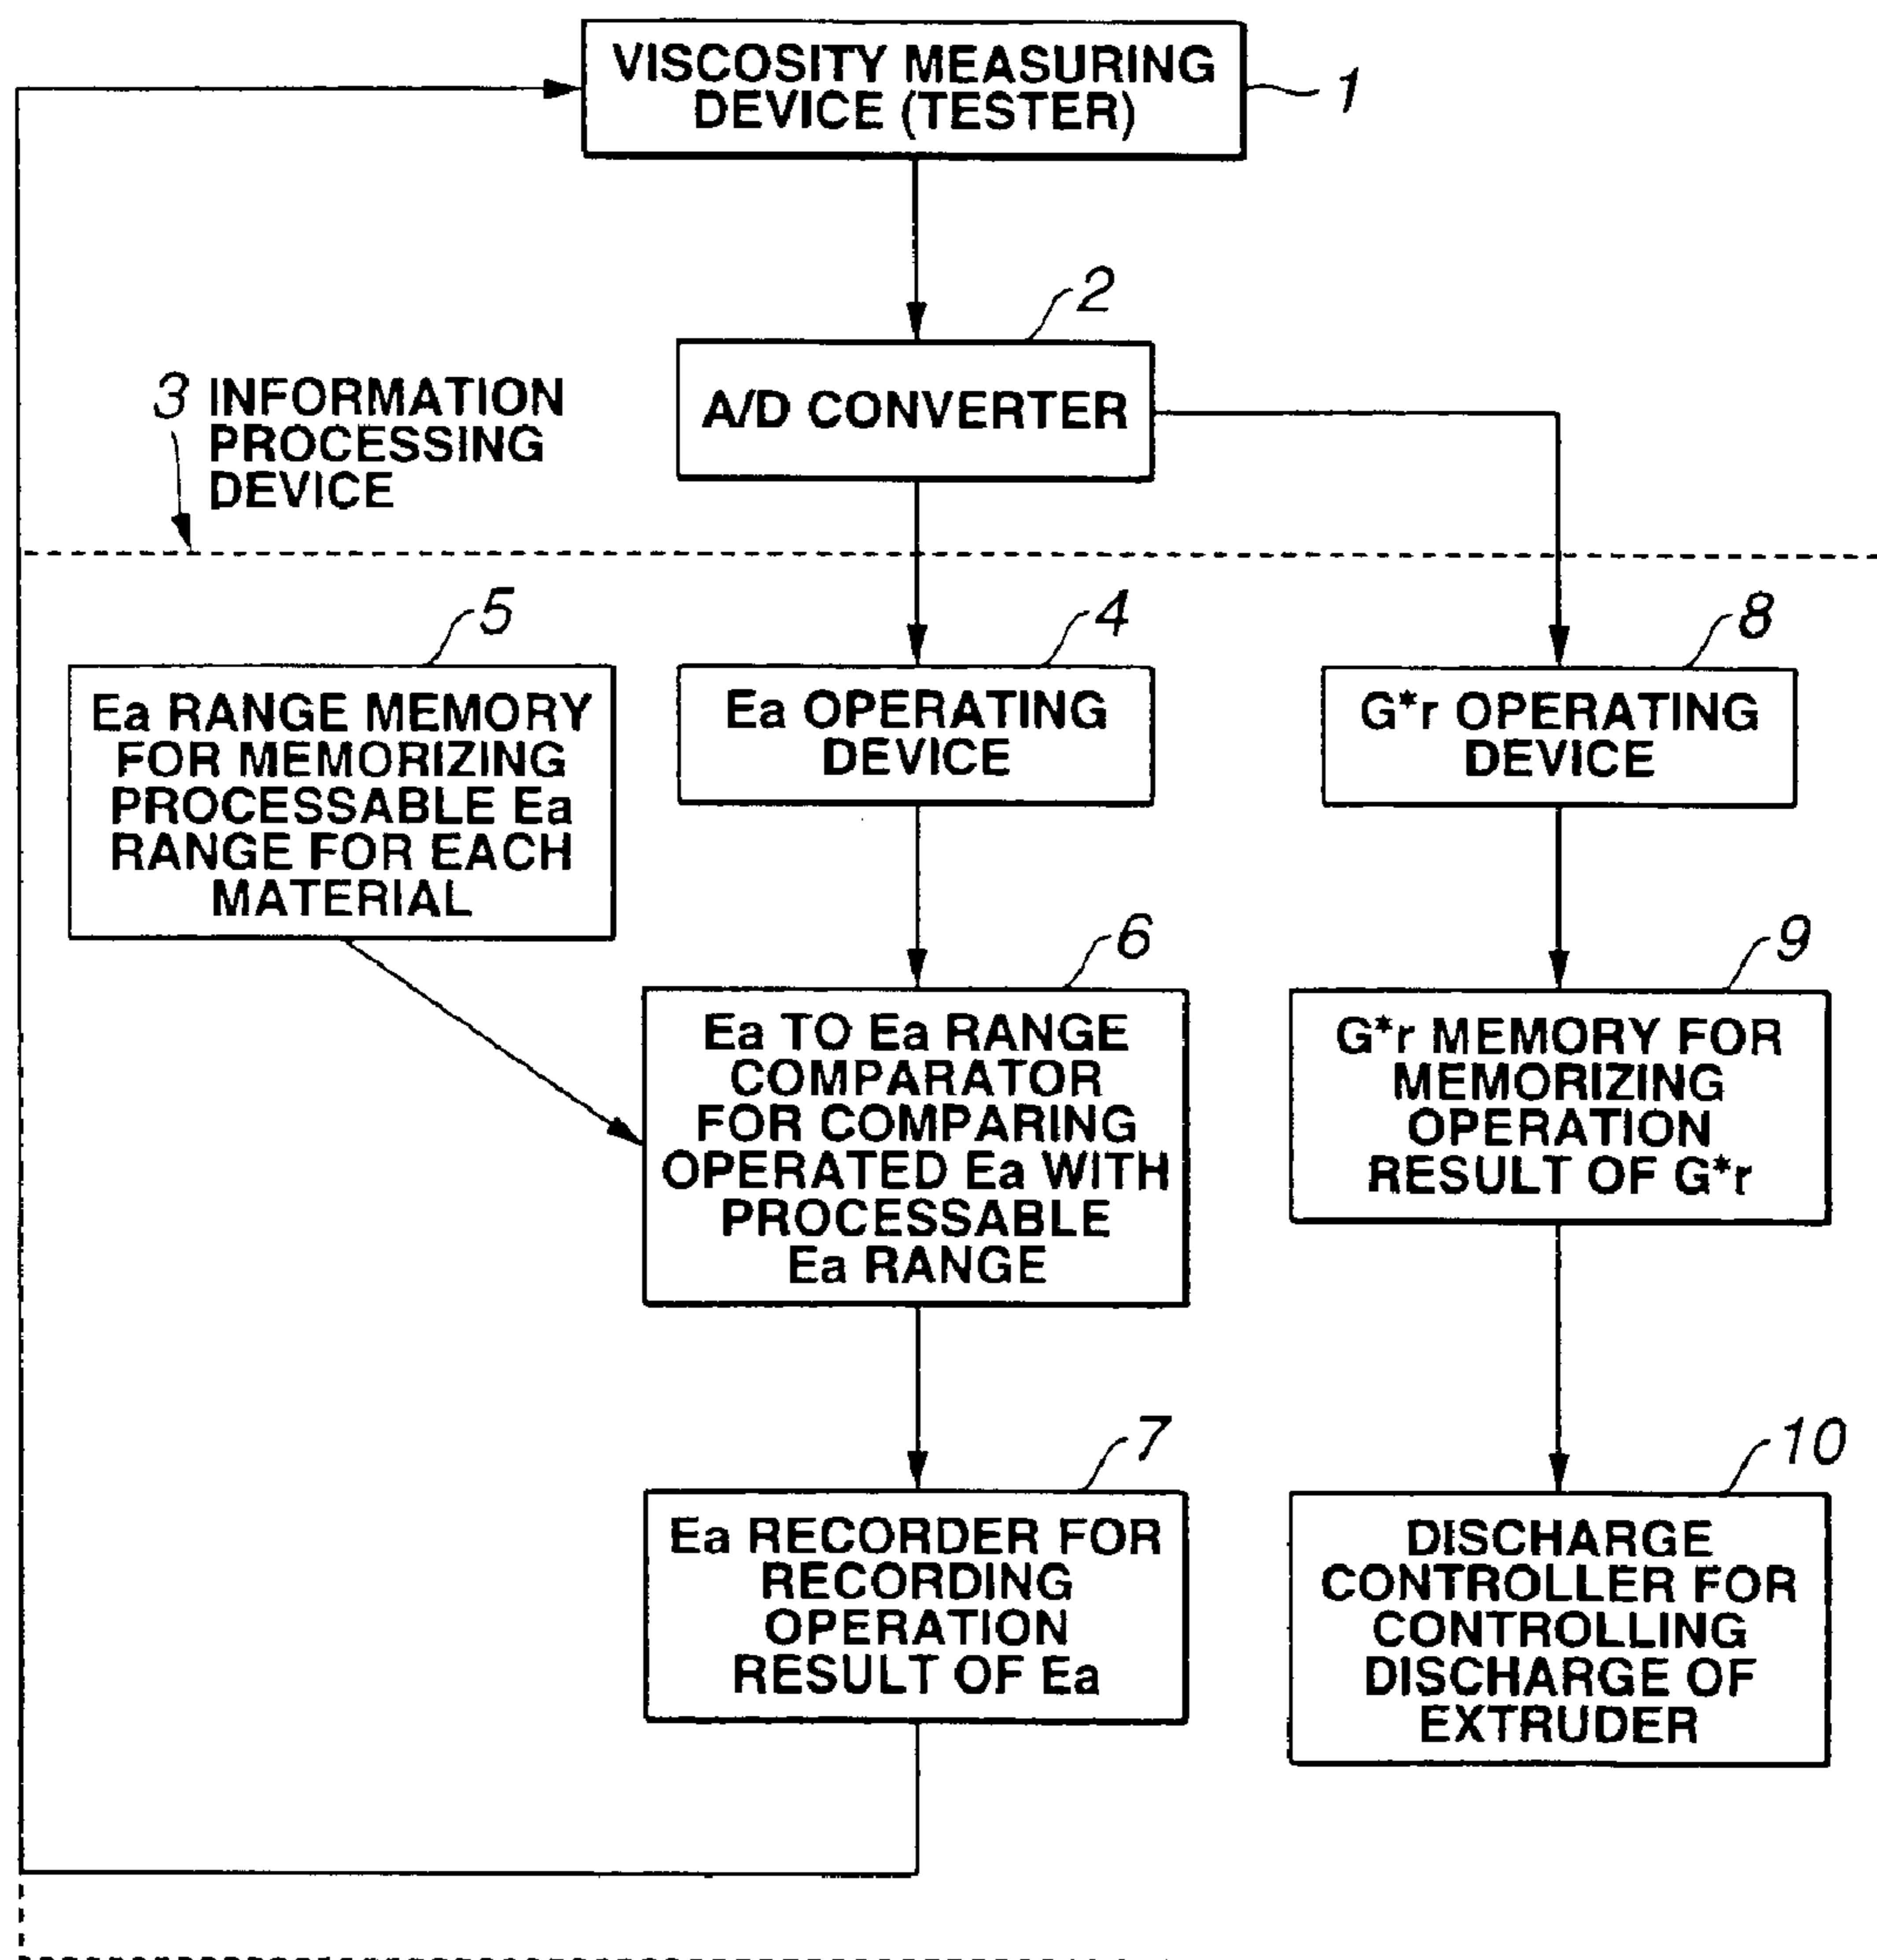 VISCOSITY MEASURING
DEVICE (TESTER)
1
2
A/D CONVERTER
3 INFORMATION
PROCESSING
DEVICE
5
Ea RANGE MEMORY
FOR MEMORIZING
PROCESSABLE Ea
RANGE FOR EACH
MATERIAL
4
Ea OPERATING
DEVICE
8
G*r OPERATING
DEVICE
6
Ea TO Ea RANGE
COMPARATOR
FOR COMPARING
OPERATED Ea WITH
PROCESSABLE
Ea RANGE
9
G*r MEMORY FOR
MEMORIZING
OPERATION
RESULT OF G*r
7
Ea RECORDER FOR
RECORDING
OPERATION
RESULT OF Ea
10
DISCHARGE
CONTROLLER FOR
CONTROLLING
DISCHARGE OF
EXTRUDER